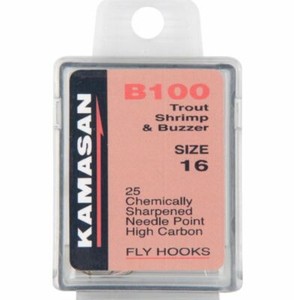 KAMASAN
B100
Trout
Shrimp
& Buzzer
SIZE
16
25
Chemically
Sharpened
Needle Point
High Carbon
FLY HOOKS